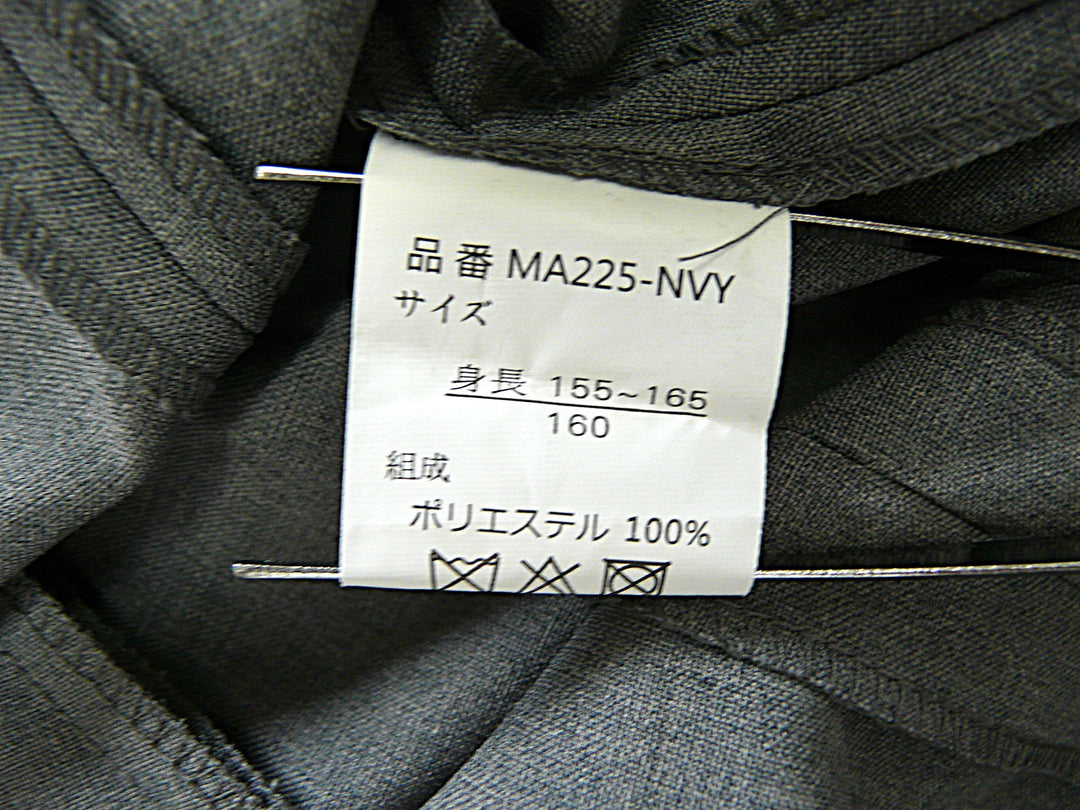 品番 MA225-NVY
サイズ
身長 155~165
160
組成
ポリエステル 100%